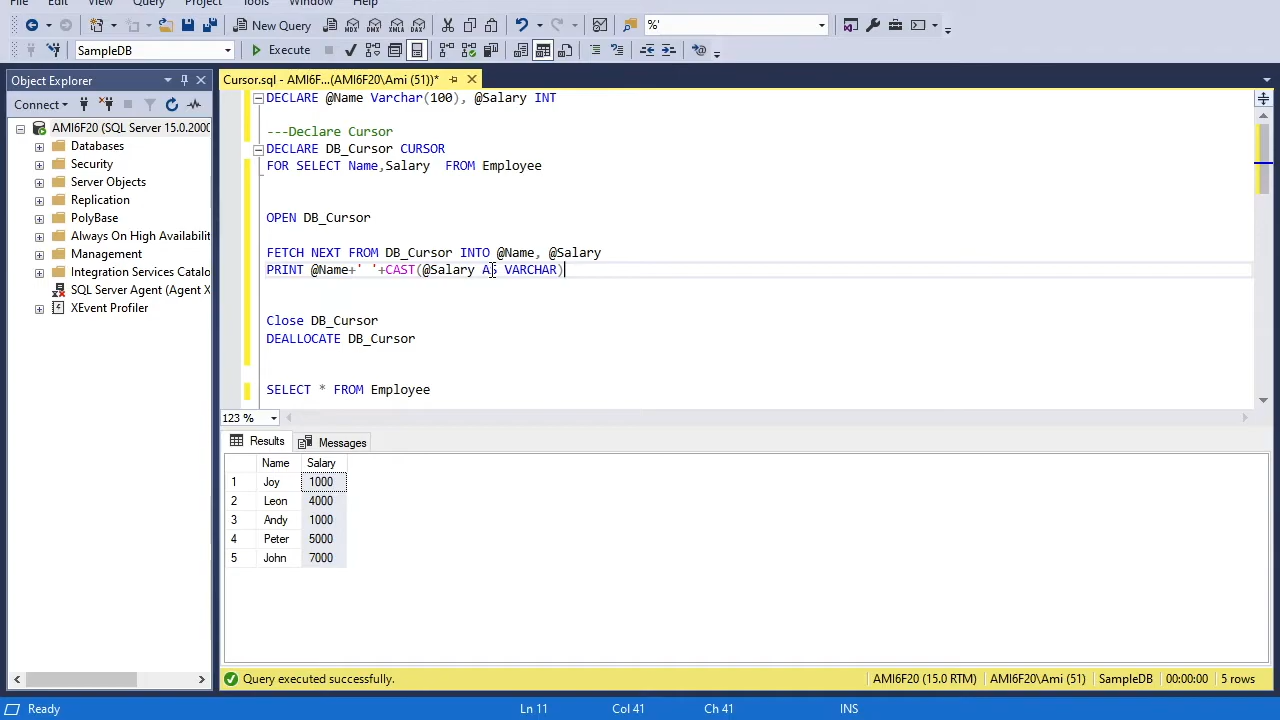 File Edit View Query Project Tools Window Help
New Query MDX DMX XMLA DAX %'
SampleDB Execute
Object Explorer
Connect
AMI6F20 (SQL Server 15.0.2000
Databases
Security
Server Objects
Replication
PolyBase
Always On High Availabilit
Management
Integration Services Catalo
SQL Server Agent (Agent X
XEvent Profiler
Cursor.sql - AMI6F...(AMI6F20\Ami (51))*
DECLARE @Name Varchar(100), @Salary INT
---Declare Cursor
DECLARE DB_Cursor CURSOR
FOR SELECT Name,Salary  FROM Employee
OPEN DB_Cursor
FETCH NEXT FROM DB_Cursor INTO @Name, @Salary
PRINT @Name+' '+CAST(@Salary AS VARCHAR)
Close DB_Cursor
DEALLOCATE DB_Cursor
SELECT * FROM Employee
123 %
Results Messages
Name Salary
1 Joy 1000
2 Leon 4000
3 Andy 1000
4 Peter 5000
5 John 7000
Query executed successfully. AMI6F20 (15.0 RTM) AMI6F20\Ami (51) SampleDB 00:00:00 5 rows
Ready Ln 11 Col 41 Ch 41 INS